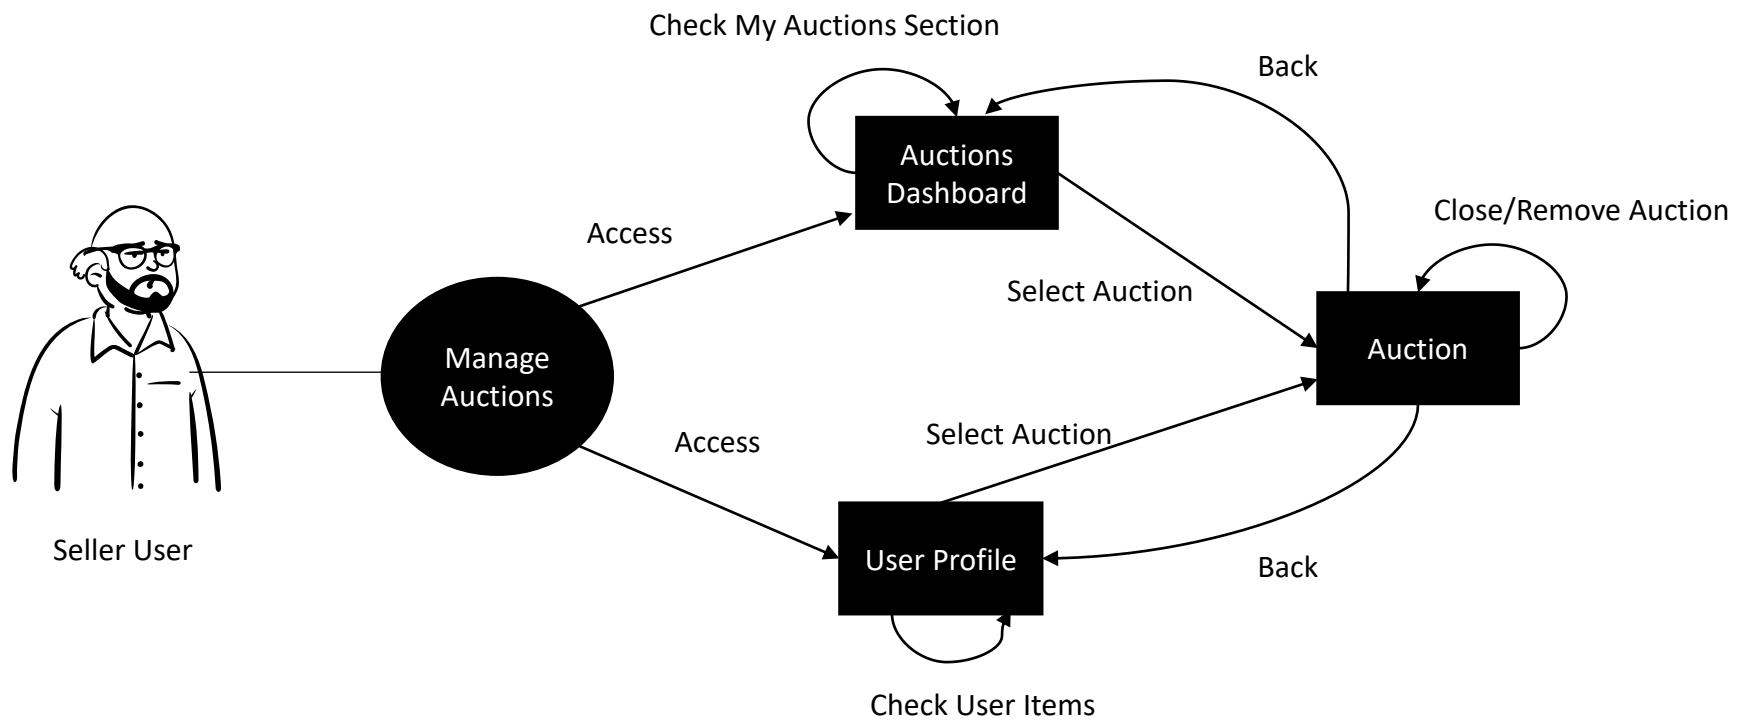 Check My Auctions Section
Back
Auctions
Dashboard
Close/Remove Auction
Access
Select Auction
Manage
Auctions
Auction
Access
Select Auction
Seller User
User Profile
Back
Check User Items